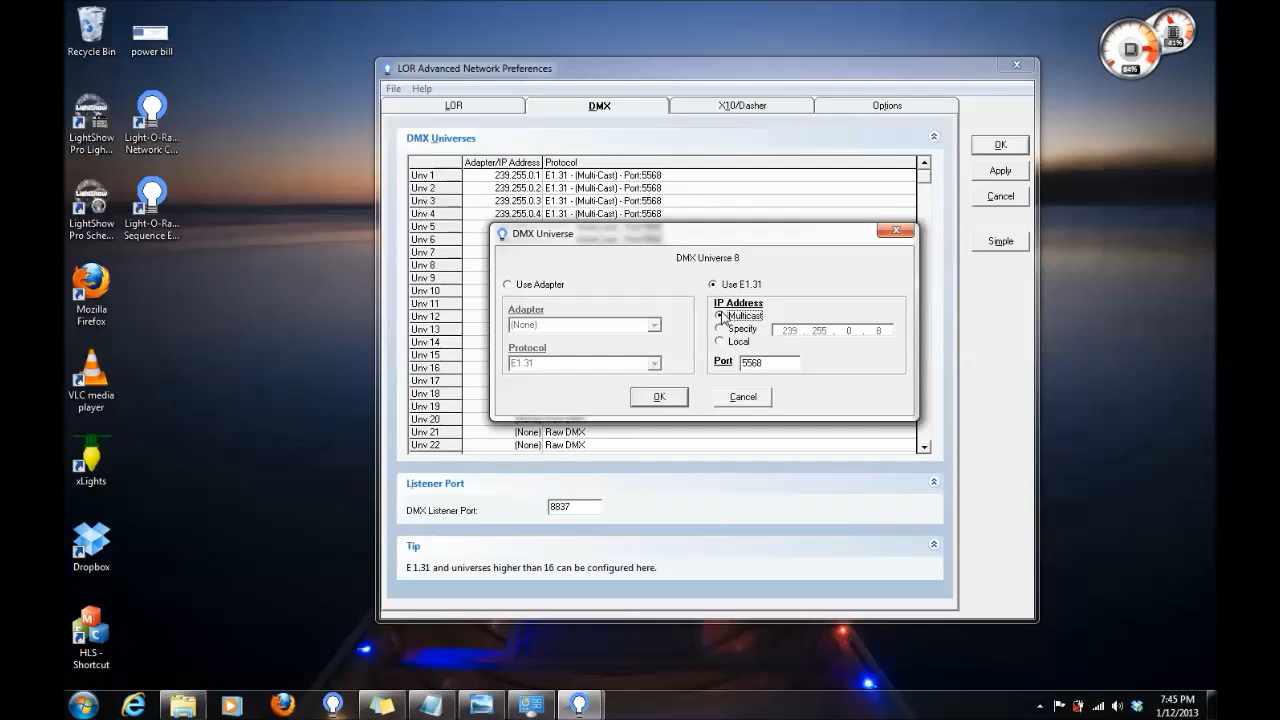 Recycle Bin
power bill
84%
41%
LightShow
Pro Ligh...
Light-O-Ra...
Network C...
LightShow
Pro Sche...
Light-O-Ra...
Sequence E...
Mozilla
Firefox
VLC media
player
xLights
Dropbox
HLS -
Shortcut
LOR Advanced Network Preferences
File Help
LOR DMX X10/Dasher Options
DMX Universes
Adapter/IP Address Protocol
Unv 1 239.255.0.1 E1.31 - (Multi-Cast) - Port:5568
Unv 2 239.255.0.2 E1.31 - (Multi-Cast) - Port:5568
Unv 3 239.255.0.3 E1.31 - (Multi-Cast) - Port:5568
Unv 4 239.255.0.4 E1.31 - (Multi-Cast) - Port:5568
Unv 5
Unv 6
Unv 7
Unv 8
Unv 9
Unv 10
Unv 11
Unv 12
Unv 13
Unv 14
Unv 15
Unv 16
Unv 17
Unv 18
Unv 19
Unv 20
Unv 21 (None) Raw DMX
Unv 22 (None) Raw DMX
OK
Apply
Cancel
Simple
DMX Universe
DMX Universe 8
Use Adapter
Adapter
(None)
Protocol
E1.31
Use E1.31
IP Address
Multicast
Specify 239 . 255 . 0 . 8
Local
Port 5568
OK Cancel
Listener Port
DMX Listener Port: 8837
Tip
E1.31 and universes higher than 16 can be configured here.
7:45 PM
1/12/2013